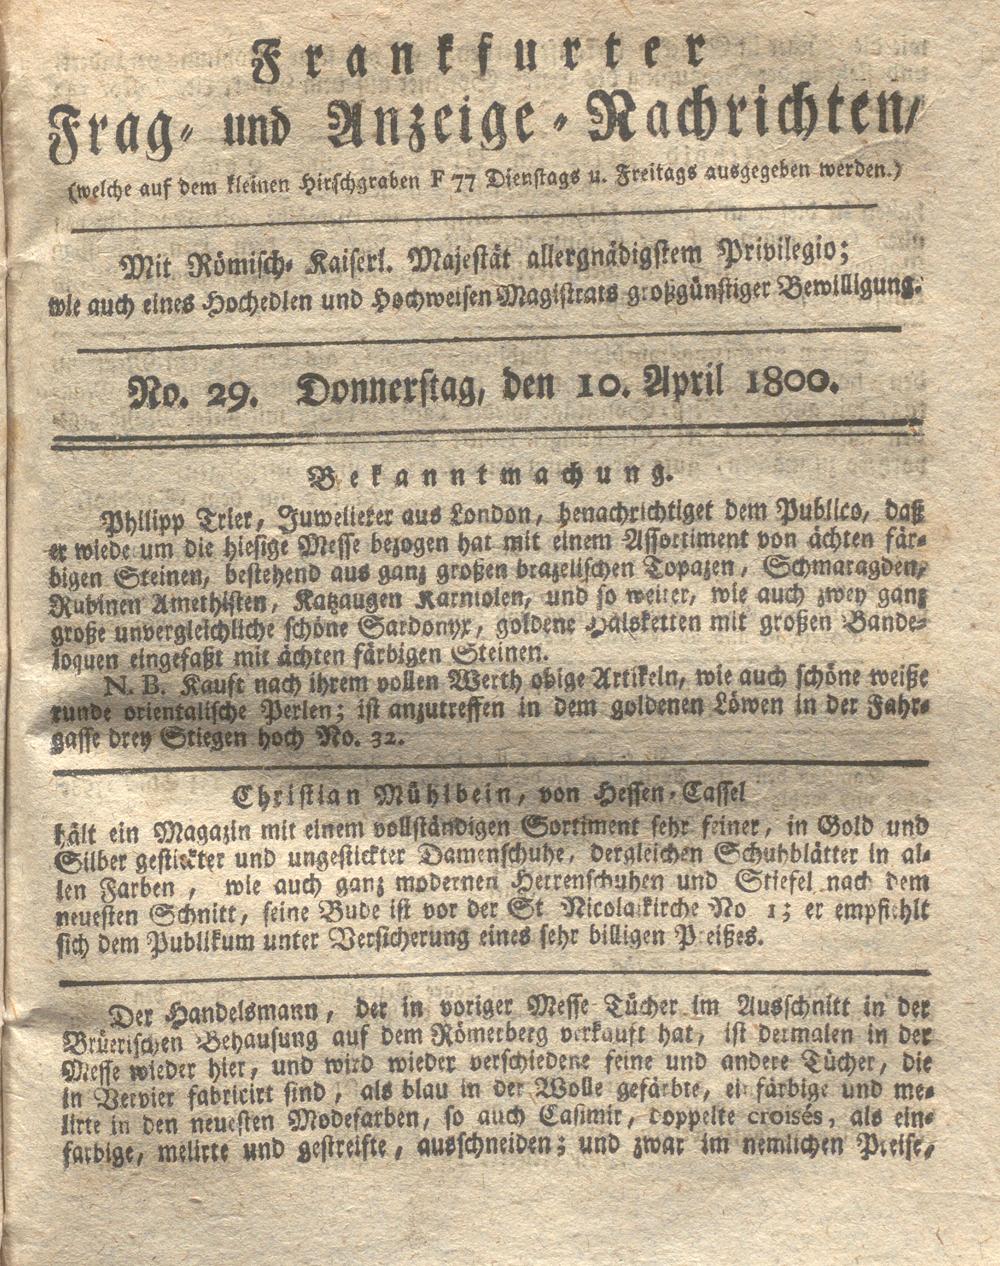 Frankfurter
Frag- und Anzeige-Nachrichten,
(welche auf dem kleinen Hirschgraben F 77 Dienstags u. Freitags ausgegeben werden.)
Mit Römisch-Kaiserl. Majestät allergnädigstem Privilegio;
wie auch eines Hochedlen und Hochweisen Magistrats großgünstiger Bewilligung.
No. 29. Donnerstag, den 10. April 1800.
Bekanntmachung.
Philipp Trier, Juwelierer aus London, benachrichtiget dem Publico, daß
er wiederum die hiesige Messe bezogen hat mit einem Assortiment von ächten fär-
bigen Steinen, bestehend aus ganz großen brazelischen Topazen, Schmaragden,
Rubinen Amethisten, Katzaugen Karniolen, und so weiter, wie auch zwey ganz
große unvergleichliche schöne Sardonyx, goldene Halsketten mit großen Bande-
loquen eingefaßt mit ächten färbigen Steinen.
N. B. Kauft nach ihrem vollen Werth obige Artikeln, wie auch schöne weiße
runde orientalische Perlen; ist anzutreffen in dem goldenen Löwen in der Fahr-
gasse drey Stiegen hoch No. 32.
Christian Mühlbein, von Hessen-Cassel
hält ein Magazin mit einem vollständigen Sortiment sehr feiner, in Gold und
Silber gestickter und ungestickter Damenschuhe, dergleichen Schuhblätter in al-
len Farben, wie auch ganz modernen Herrenschuhen und Stiefel nach dem
neuesten Schnitt, seine Bude ist vor der St. Nicolaikirche No 1; er empfiehlt
sich dem Publikum unter Versicherung eines sehr billigen Preißes.
Der Handelsmann, der in voriger Messe Tücher im Ausschnitt in der
Brüerischen Behausung auf dem Römerberg verkauft hat, ist dermalen in der
Messe wieder hier, und wird wieder verschiedene feine und andere Tücher, die
in Vervier fabricirt sind, als blau in der Wolle gefärbte, einfärbige und me-
lirte in den neuesten Modefarben, so auch Casimir, doppelte croisés, als ein-
farbige, melirte und gestreifte, ausschneiden; und zwar im nemlichen Preise,